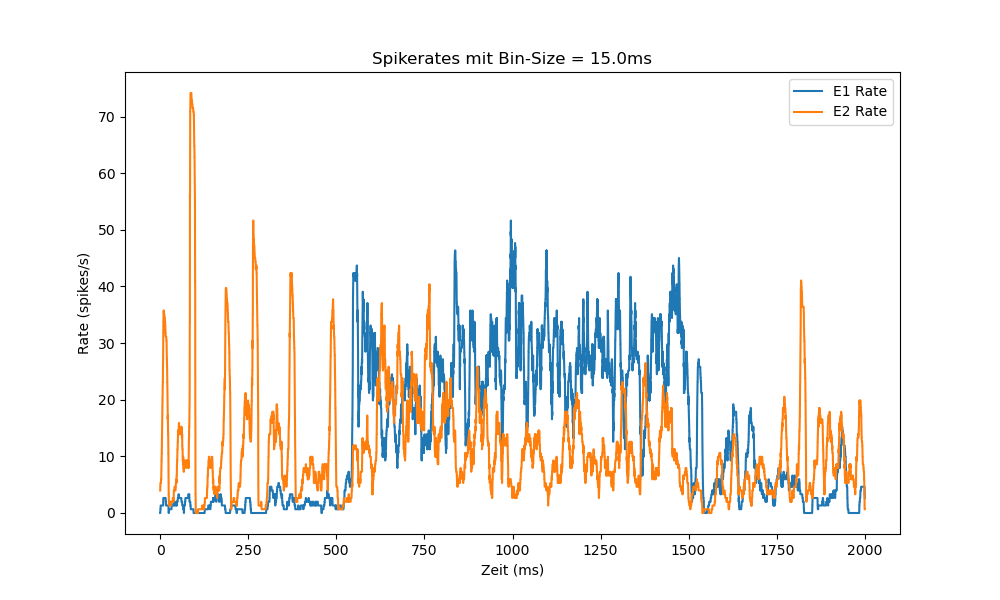 Spikerates mit Bin-Size = 15.0ms
E1 Rate
E2 Rate
Rate (spikes/s)
70
60
50
40
30
20
10
0
0 250 500 750 1000 1250 1500 1750 2000
Zeit (ms)